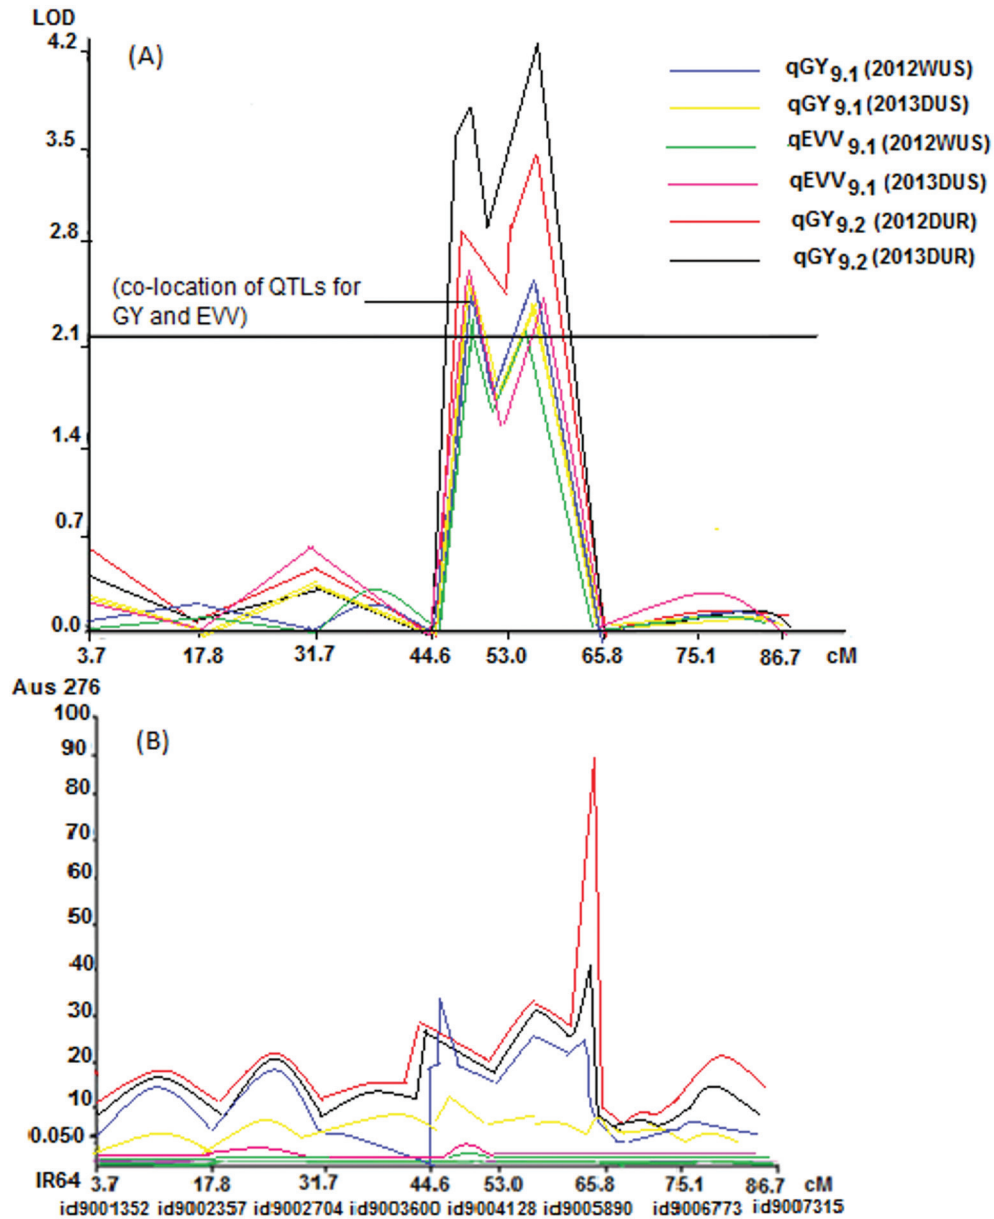 LOD
(A)
4.2
3.5
2.8
2.1
1.4
0.7
0.0
qGY9.1 (2012WUS)
qGY9.1 (2013DUS)
qEVV9.1 (2012WUS)
qEVV9.1 (2013DUS)
qGY9.2 (2012DUR)
qGY9.2 (2013DUR)
(co-location of QTLs for
GY and EVV)
3.7 17.8 31.7 44.6 53.0 65.8 75.1 86.7 cM
Aus 276
(B)
100
90
80
70
60
50
40
30
20
10
0.050
IR64
3.7 17.8 31.7 44.6 53.0 65.8 75.1 86.7 cM
id9001352 id9002357 id9002704 id9003600 id9004128 id9005890 id9006773 id9007315